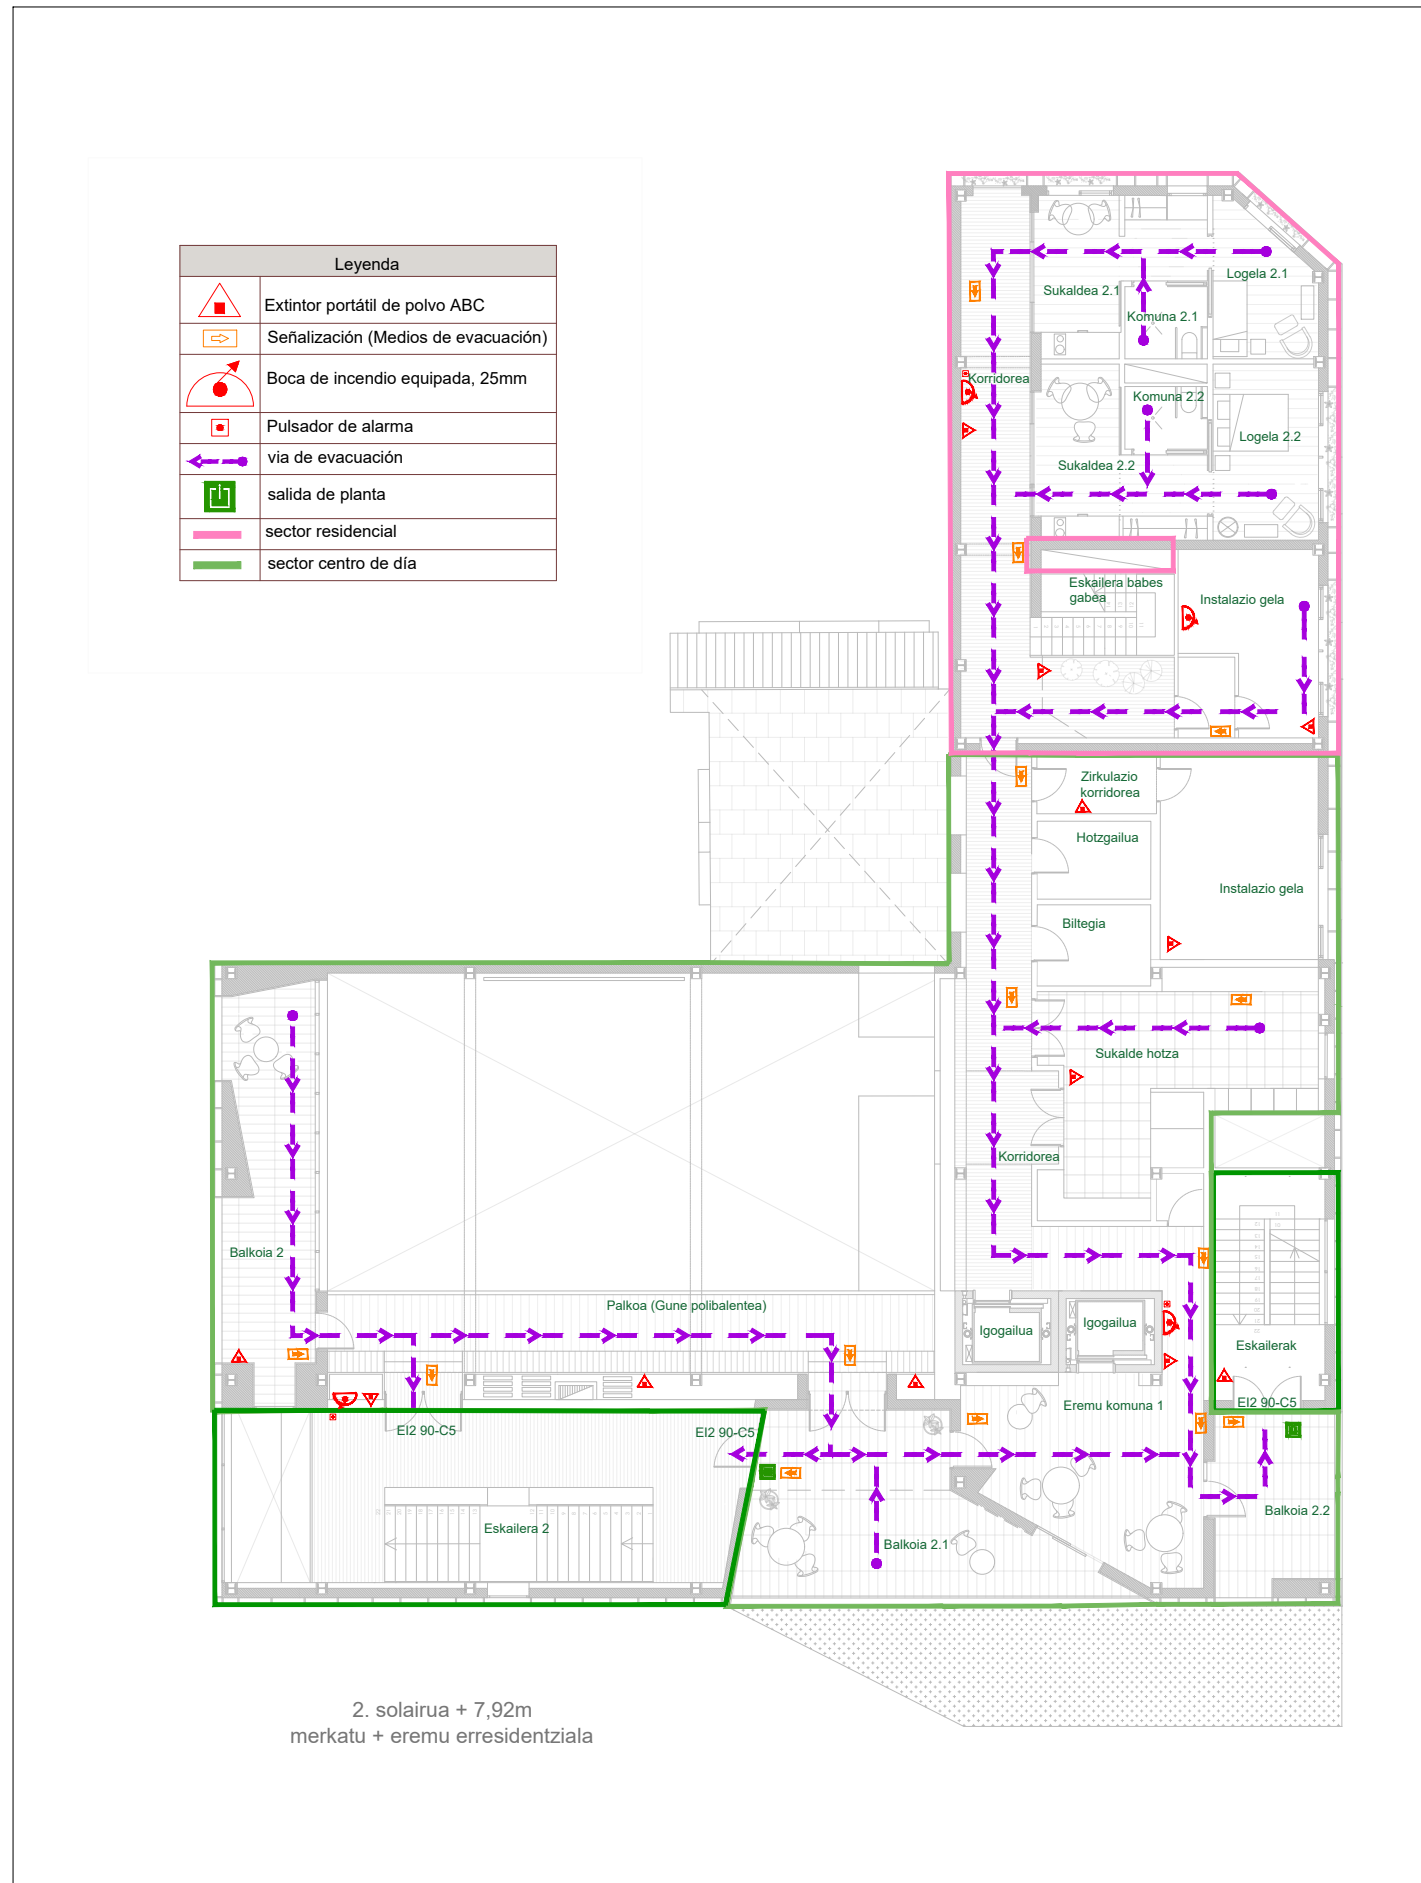 Leyenda
Extintor portátil de polvo ABC
Señalización (Medios de evacuación)
Boca de incendio equipada, 25mm
Pulsador de alarma
via de evacuación
salida de planta
sector residencial
sector centro de día
Logela 2.1
Sukaldea 2.1
Komuna 2.1
Korridorea
Komuna 2.2
Logela 2.2
Sukaldea 2.2
Eskailera babes
gabea
Instalazio gela
Zirkulazio
korridorea
Hotzgailua
Instalazio gela
Biltegia
Sukalde hotza
Korridorea
Balkoia 2
Palkoa (Gune polibalentea)
Igogailua
Igogailua
Eskailerak
EI2 90-C5
Eremu komuna 1
EI2 90-C5
EI2 90-C5
Eskailera 2
Balkoia 2.1
Balkoia 2.2
2. solairua + 7,92m
merkatu + eremu erresidentziala